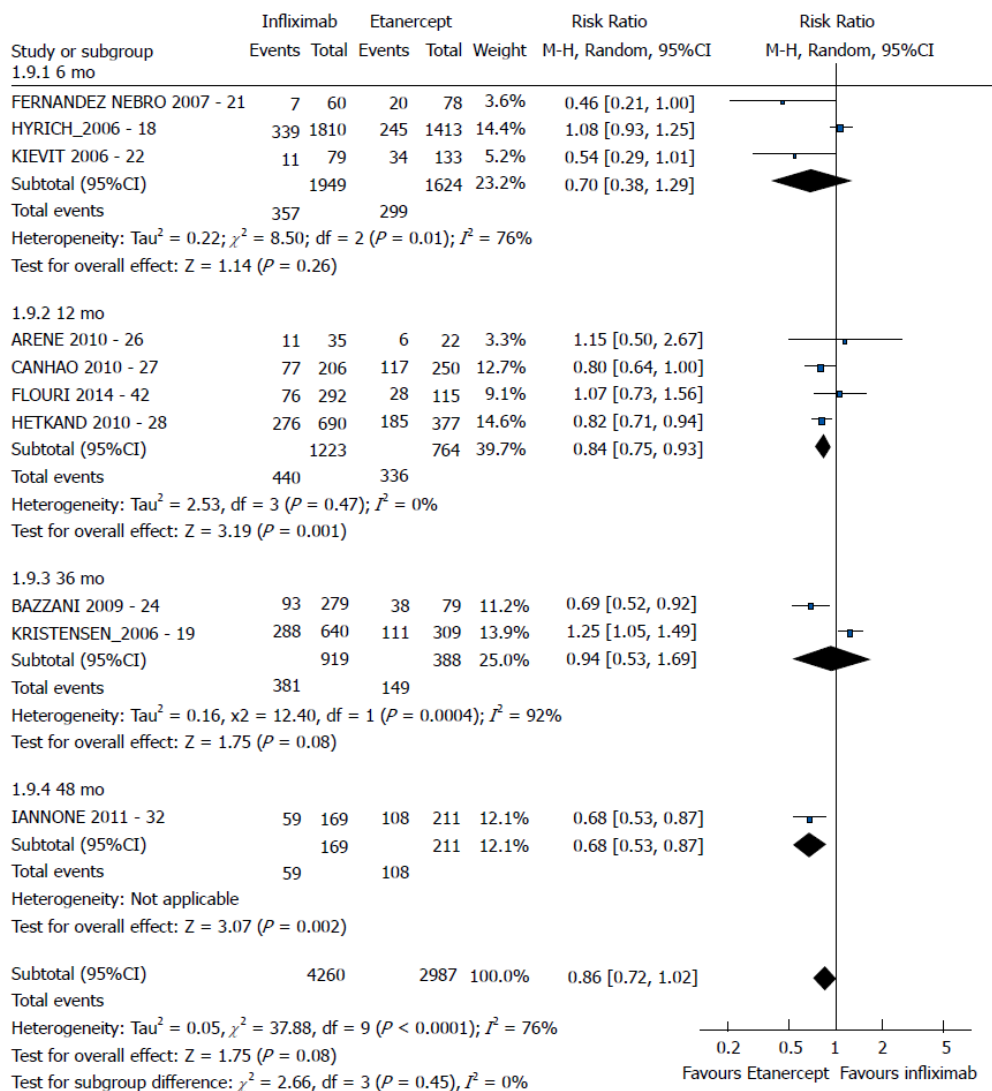 Infliximab Etanercept Risk Ratio Risk Ratio
Study or subgroup Events Total Events Total Weight M-H, Random, 95%CI M-H, Random, 95%CI
1.9.1 6 mo
FERNANDEZ NEBRO 2007 - 21 7 60 20 78 3.6% 0.46 [0.21, 1.00]
HYRICH_2006 - 18 339 1810 245 1413 14.4% 1.08 [0.93, 1.25]
KIEVIT 2006 - 22 11 79 34 133 5.2% 0.54 [0.29, 1.01]
Subtotal (95%CI) 1949 1624 23.2% 0.70 [0.38, 1.29]
Total events 357 299
Heteropeneity: Tau² = 0.22; χ² = 8.50; df = 2 (P = 0.01); I² = 76%
Test for overall effect: Z = 1.14 (P = 0.26)
1.9.2 12 mo
ARENE 2010 - 26 11 35 6 22 3.3% 1.15 [0.50, 2.67]
CANHAO 2010 - 27 77 206 117 250 12.7% 0.80 [0.64, 1.00]
FLOURI 2014 - 42 76 292 28 115 9.1% 1.07 [0.73, 1.56]
HETKAND 2010 - 28 276 690 185 377 14.6% 0.82 [0.71, 0.94]
Subtotal (95%CI) 1223 764 39.7% 0.84 [0.75, 0.93]
Total events 440 336
Heterogeneity: Tau² = 2.53, df = 3 (P = 0.47); I² = 0%
Test for overall effect: Z = 3.19 (P = 0.001)
1.9.3 36 mo
BAZZANI 2009 - 24 93 279 38 79 11.2% 0.69 [0.52, 0.92]
KRISTENSEN_2006 - 19 288 640 111 309 13.9% 1.25 [1.05, 1.49]
Subtotal (95%CI) 919 388 25.0% 0.94 [0.53, 1.69]
Total events 381 149
Heterogeneity: Tau² = 0.16, x2 = 12.40, df = 1 (P = 0.0004); I² = 92%
Test for overall effect: Z = 1.75 (P = 0.08)
1.9.4 48 mo
IANNONE 2011 - 32 59 169 108 211 12.1% 0.68 [0.53, 0.87]
Subtotal (95%CI) 169 211 12.1% 0.68 [0.53, 0.87]
Total events 59 108
Heterogeneity: Not applicable
Test for overall effect: Z = 3.07 (P = 0.002)
Subtotal (95%CI) 4260 2987 100.0% 0.86 [0.72, 1.02]
Total events
Heterogeneity: Tau² = 0.05, χ² = 37.88, df = 9 (P < 0.0001); I² = 76%
Test for overall effect: Z = 1.75 (P = 0.08)
Test for subgroup difference: χ² = 2.66, df = 3 (P = 0.45), I² = 0%
0.2 0.5 1 2 5
Favours Etanercept Favours infliximab